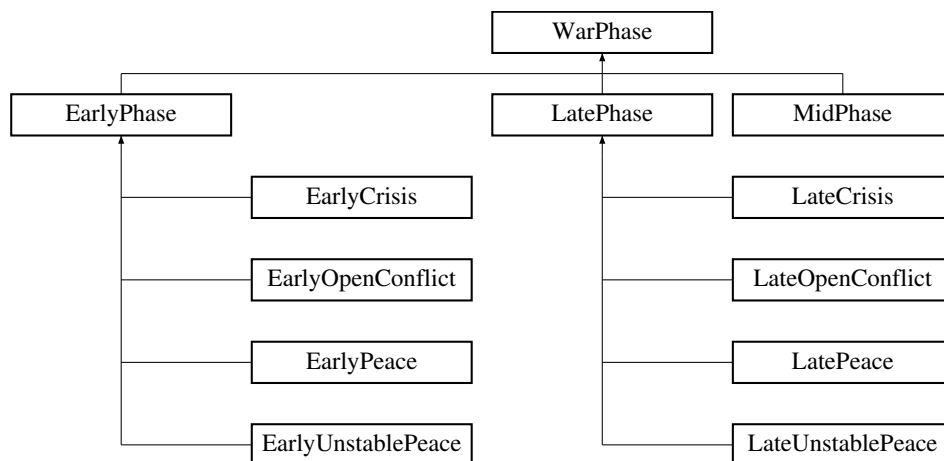 WarPhase
EarlyPhase
LatePhase
MidPhase
EarlyCrisis
LateCrisis
EarlyOpenConflict
LateOpenConflict
EarlyPeace
LatePeace
EarlyUnstablePeace
LateUnstablePeace